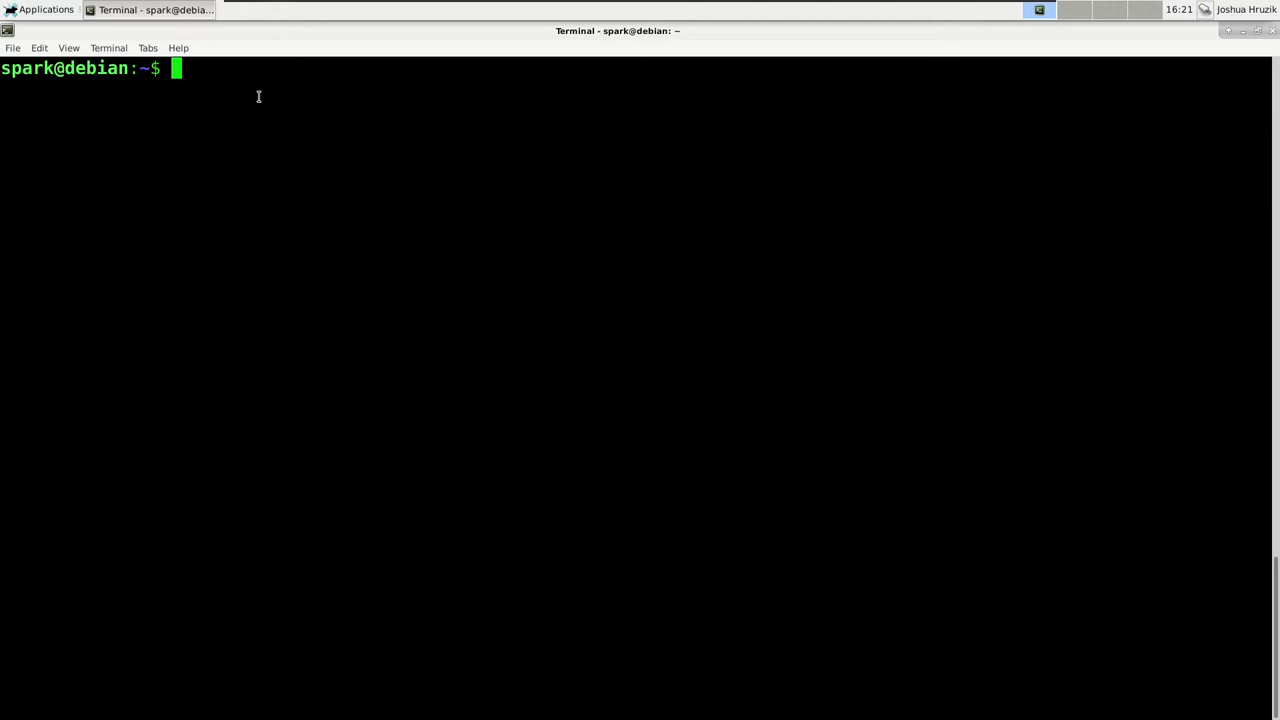 Applications
Terminal - spark@debia...
16:21
Joshua Hruzik
Terminal - spark@debian: ~
File Edit View Terminal Tabs Help
spark@debian:~$